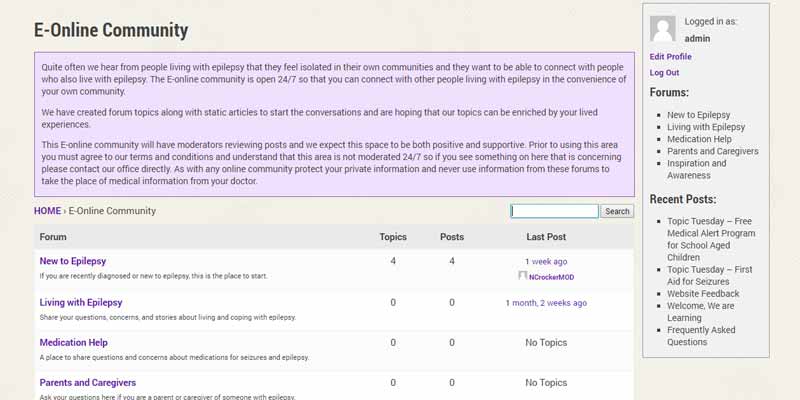 E-Online Community
Quite often we hear from people living with epilepsy that they feel isolated in their own communities and they want to be able to connect with people
who also live with epilepsy. The E-online community is open 24/7 so that you can connect with other people living with epilepsy in the convenience of
your own community.
We have created forum topics along with static articles to start the conversations and are hoping that our topics can be enriched by your lived
experiences.
This E-online community will have moderators reviewing posts and we expect this space to be both positive and supportive. Prior to using this area
you must agree to our terms and conditions and understand that this area is not moderated 24/7 so if you see something on here that is concerning
please contact our office directly. As with any online community protect your private information and never use information from these forums to
take the place of medical information from your doctor.
HOME › E-Online Community
Search
Forum Topics Posts Last Post
New to Epilepsy 4 4 1 week ago
If you are recently diagnosed or new to epilepsy, this is the place to start. NCrockerMOD
Living with Epilepsy 0 0 1 month, 2 weeks ago
Share your questions, concerns, and stories about living and coping with epilepsy.
Medication Help 0 0 No Topics
A place to share questions and concerns about medications for seizures and epilepsy.
Parents and Caregivers 0 0 No Topics
Ask your questions here if you are a parent or caregiver of someone with epilepsy.
Logged in as:
admin
Edit Profile
Log Out
Forums:
New to Epilepsy
Living with Epilepsy
Medication Help
Parents and Caregivers
Inspiration and
Awareness
Recent Posts:
Topic Tuesday – Free
Medical Alert Program
for School Aged
Children
Topic Tuesday – First
Aid for Seizures
Website Feedback
Welcome, We are
Learning
Frequently Asked
Questions